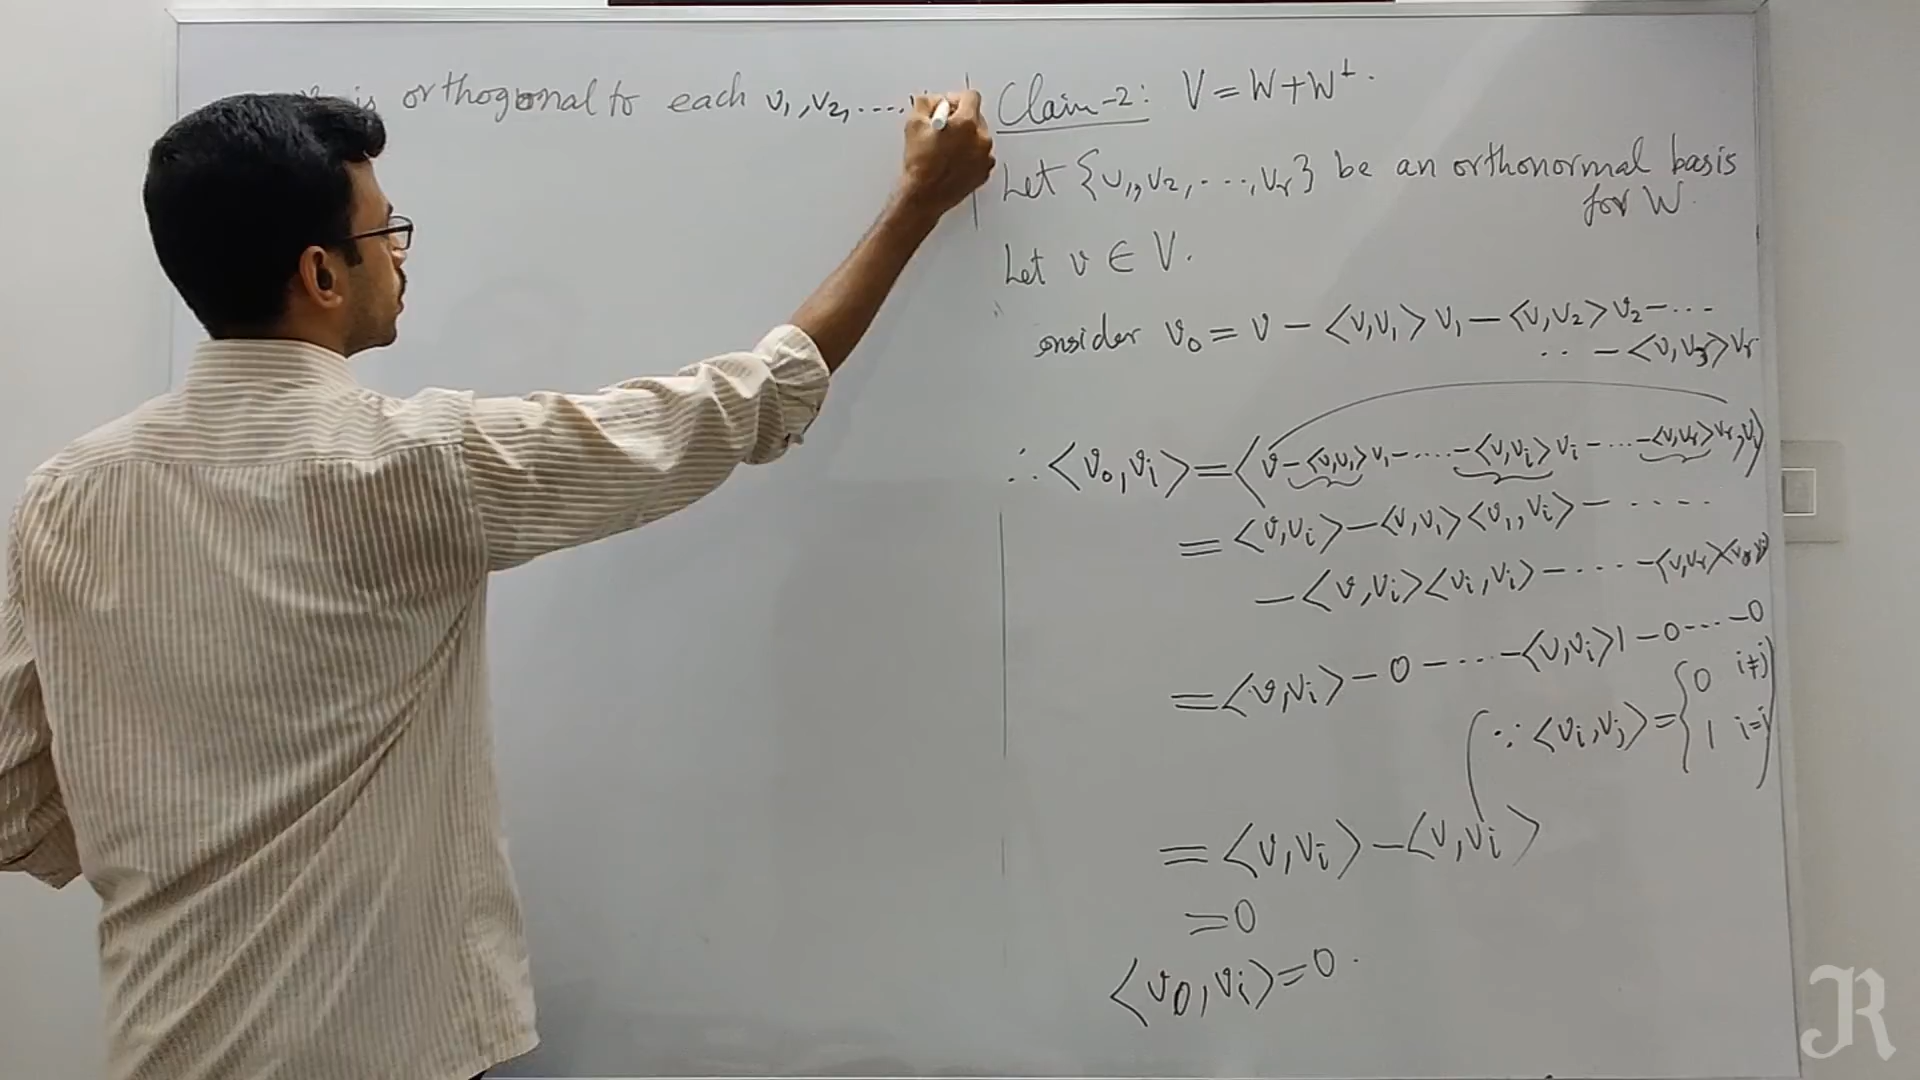 is orthogonal to each v₁, v₂, ....,
Claim-2: V = W + W⊥.
Let {v₁, v₂, ..., vᵣ} be an orthonormal basis
for W.
Let v ∈ V.
onsider v₀ = v - <v,v₁> v₁ - <v,v₂> v₂ - ...
.. - <v,vᵣ> vᵣ
∴ <v₀,vᵢ> = <v - <v,v₁> v₁ - .... - <v,vᵢ> vᵢ - .... - <v,vᵣ> vᵣ, vᵢ>
= <v,vᵢ> - <v,v₁><v₁,vᵢ> - .....
- <v,vᵢ><vᵢ,vᵢ> - .... - <v,vᵣ><vᵣ,vᵢ>
= <v,vᵢ> - 0 - .... - <v,vᵢ>1 - 0 ... - 0
∵ <vᵢ,vⱼ> = { 0 i≠j
1 i=j
= <v,vᵢ> - <v,vᵢ>
= 0
<v₀,vᵢ> = 0.
R